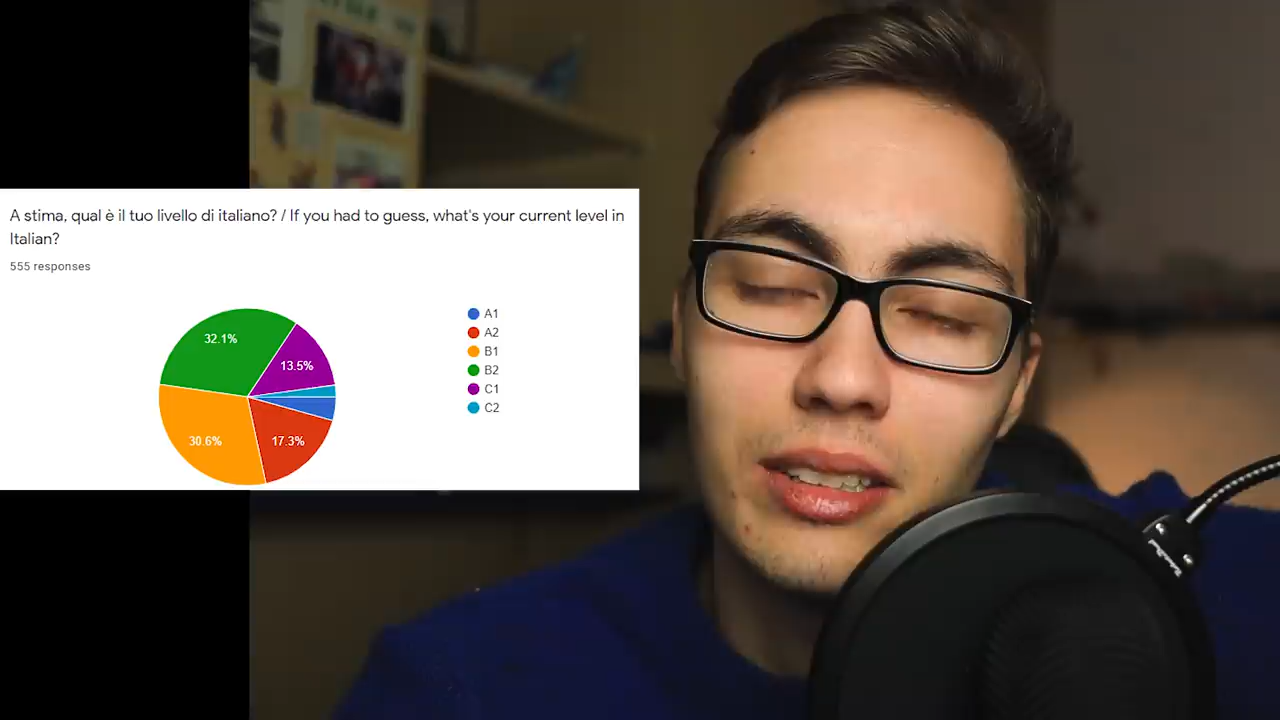 A stima, qual è il tuo livello di italiano? / If you had to guess, what's your current level in
Italian?
555 responses
32.1%
13.5%
30.6%
17.3%
A1
A2
B1
B2
C1
C2